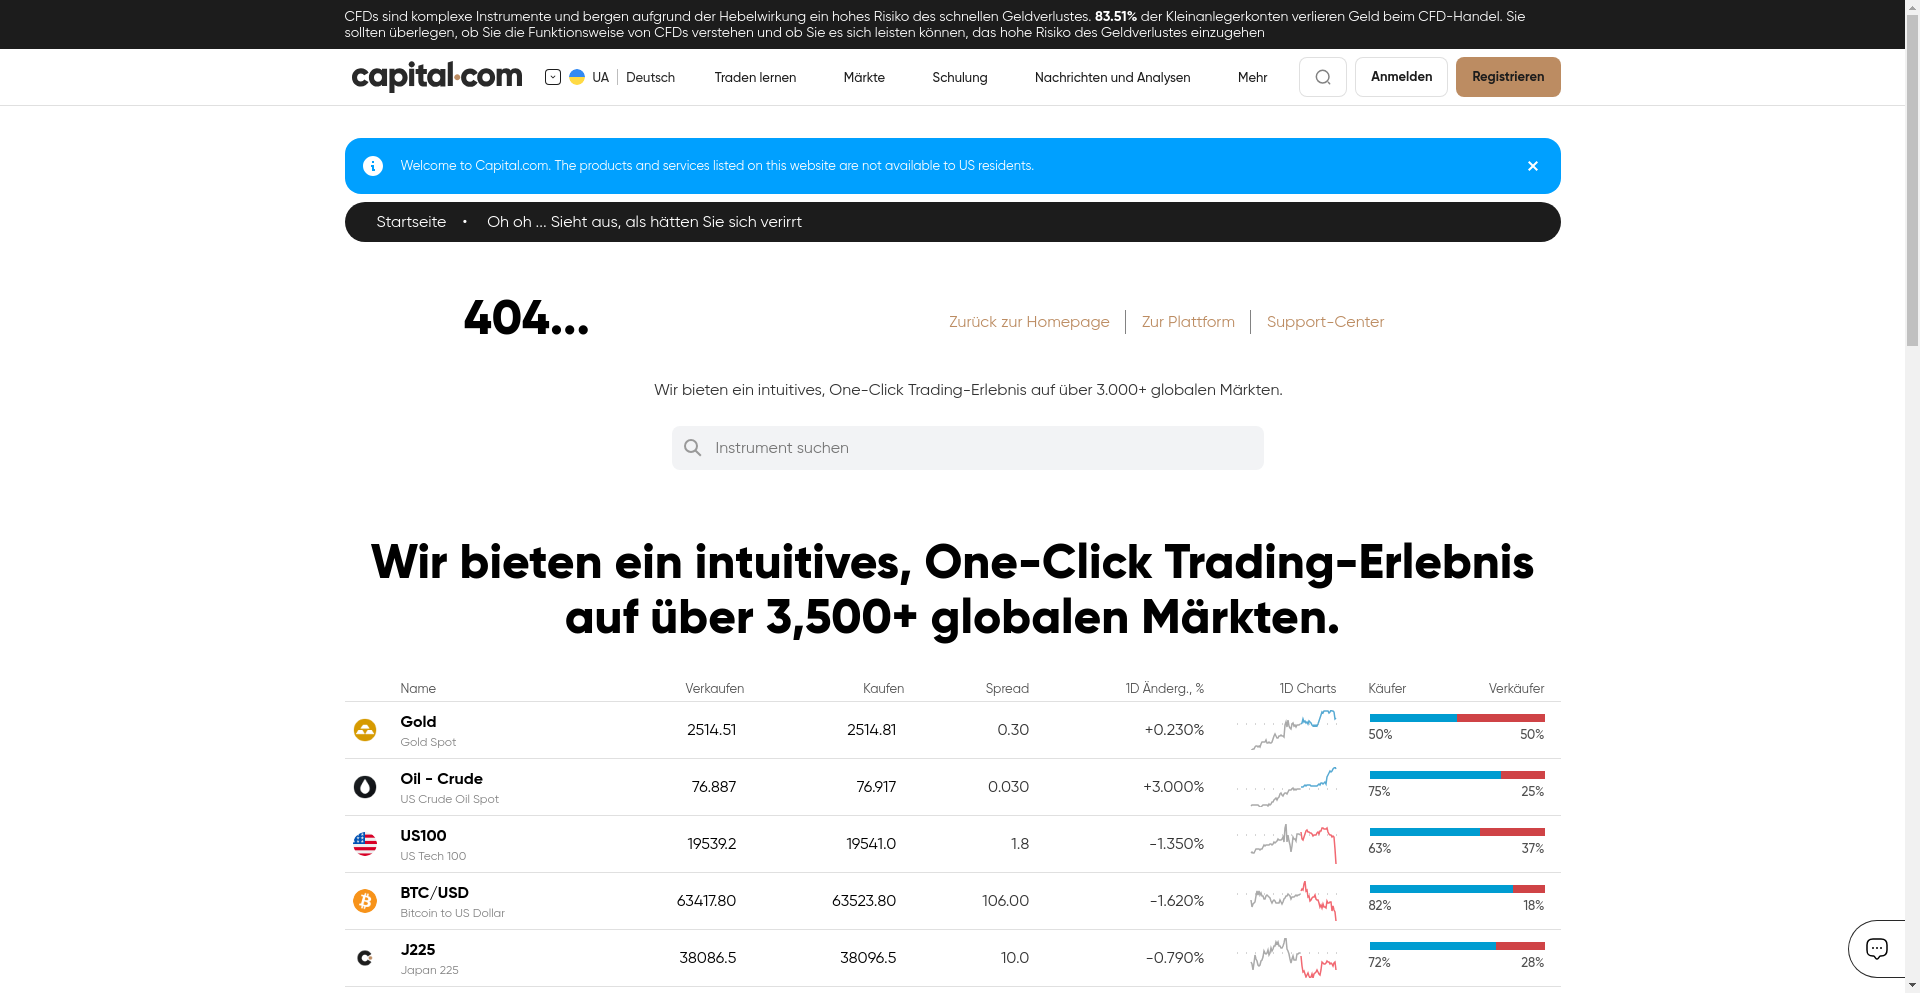 CFDs sind komplexe Instrumente und bergen aufgrund der Hebelwirkung ein hohes Risiko des schnellen Geldverlustes. 83.51% der Kleinanlegerkonten verlieren Geld beim CFD-Handel. Sie
sollten überlegen, ob Sie die Funktionsweise von CFDs verstehen und ob Sie es sich leisten können, das hohe Risiko des Geldverlustes einzugehen
capital.com UA Deutsch Traden lernen Märkte Schulung Nachrichten und Analysen Mehr Anmelden Registrieren
Welcome to Capital.com. The products and services listed on this website are not available to US residents.
Startseite • Oh oh ... Sieht aus, als hätten Sie sich verirrt
404... Zurück zur Homepage Zur Plattform Support-Center
Wir bieten ein intuitives, One-Click Trading-Erlebnis auf über 3.000+ globalen Märkten.
Instrument suchen
Wir bieten ein intuitives, One-Click Trading-Erlebnis
auf über 3,500+ globalen Märkten.
Name Verkaufen Kaufen Spread 1D Änderg., % 1D Charts Käufer Verkäufer
Gold 2514.51 2514.81 0.30 +0.230% 50% 50%
Gold Spot
Oil - Crude 76.887 76.917 0.030 +3.000% 75% 25%
US Crude Oil Spot
US100 19539.2 19541.0 1.8 -1.350% 63% 37%
US Tech 100
BTC/USD 63417.80 63523.80 106.00 -1.620% 82% 18%
Bitcoin to US Dollar
J225 38086.5 38096.5 10.0 -0.790% 72% 28%
Japan 225